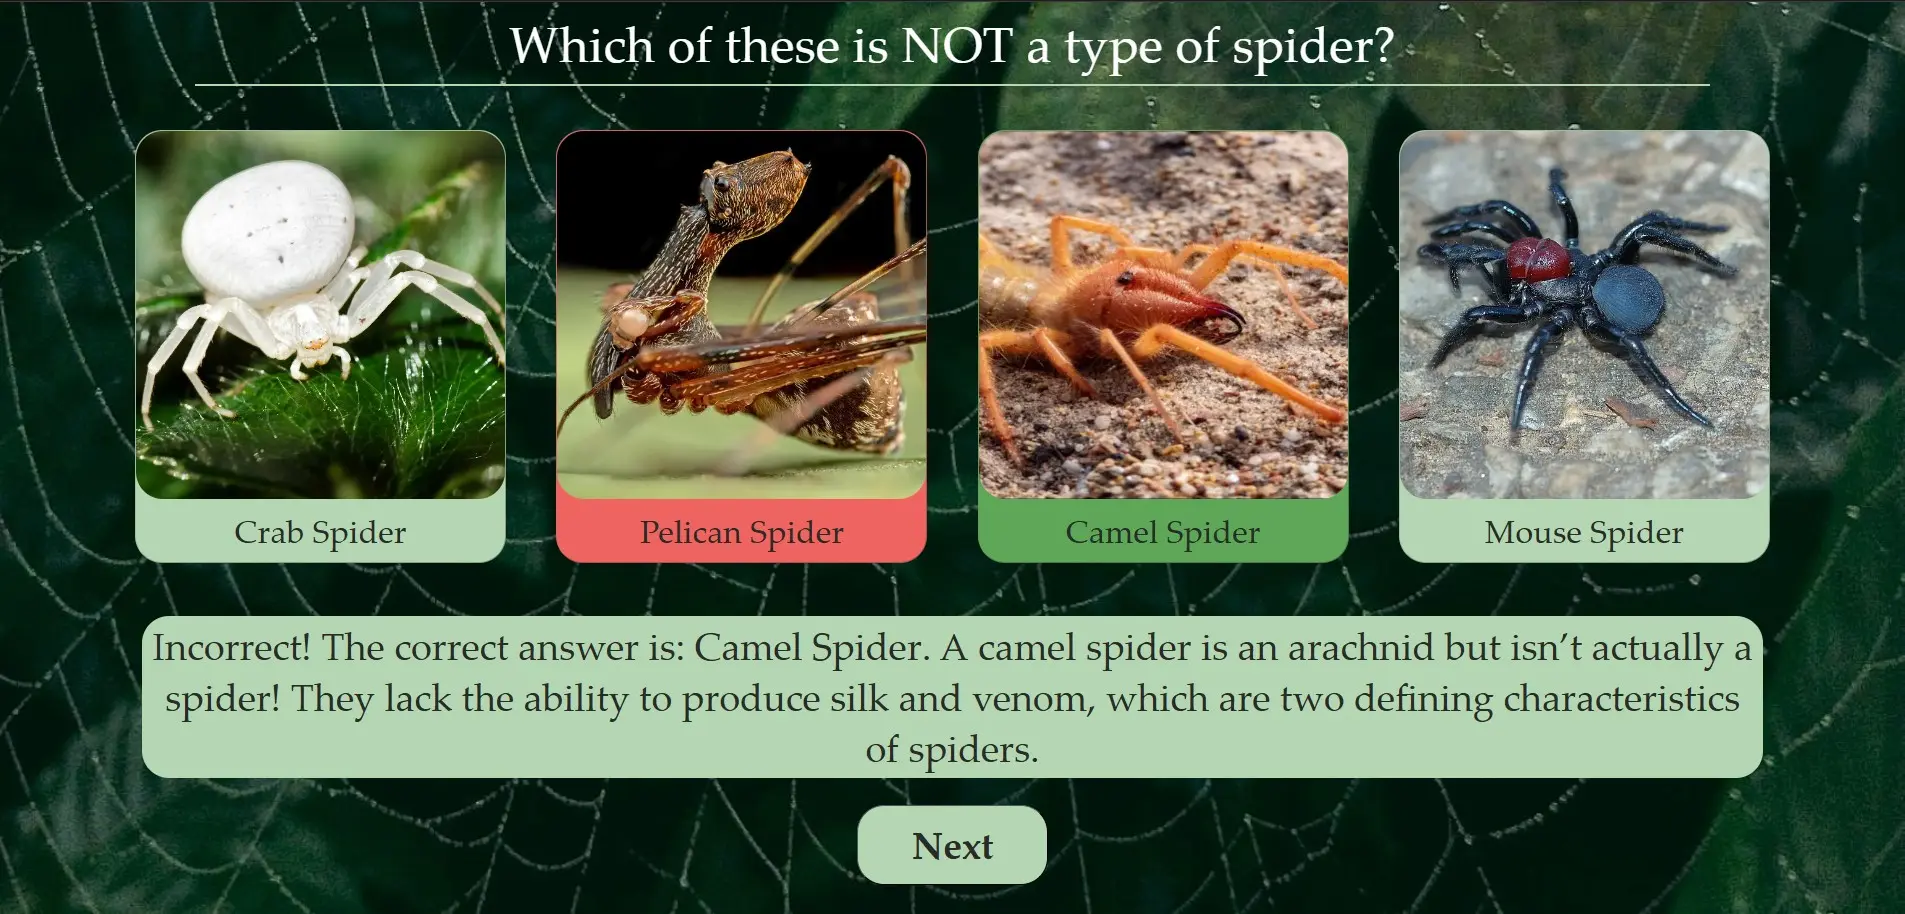 Which of these is NOT a type of spider?
Crab Spider
Pelican Spider
Camel Spider
Mouse Spider
Incorrect! The correct answer is: Camel Spider. A camel spider is an arachnid but isn’t actually a
spider! They lack the ability to produce silk and venom, which are two defining characteristics
of spiders.
Next